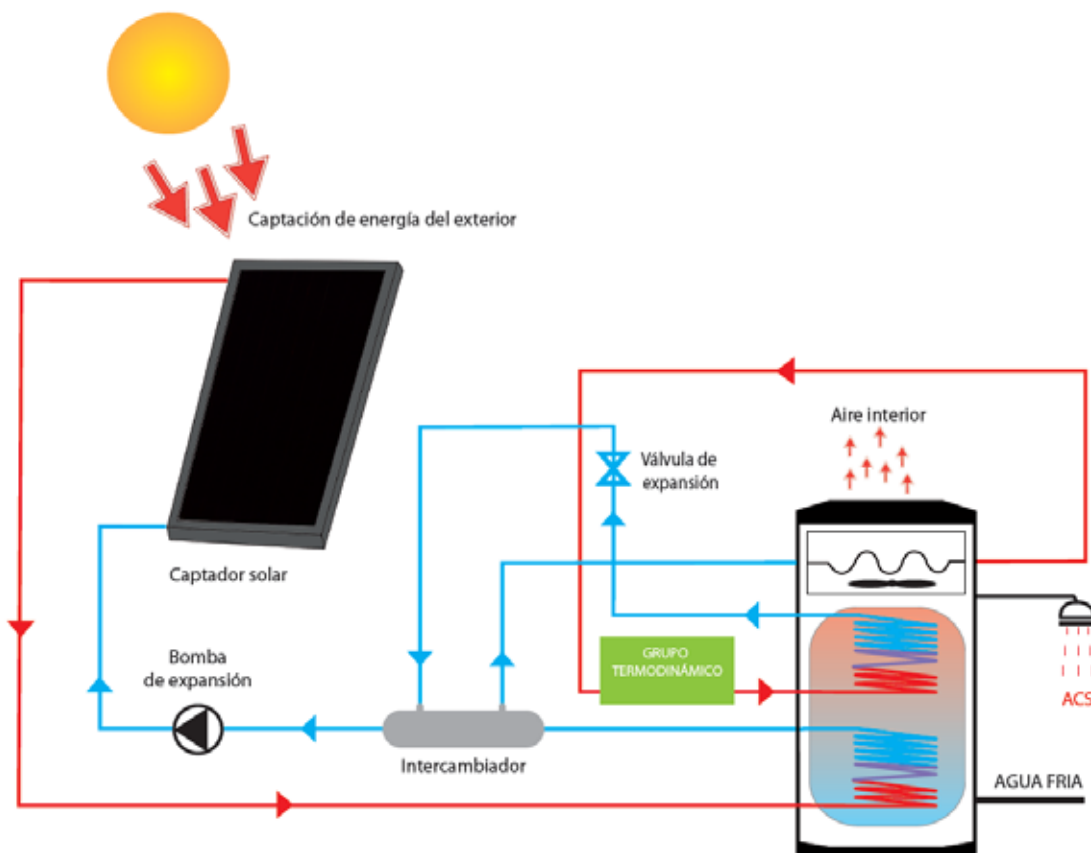 Captación de energía del exterior
Aire interior
Válvula de
expansión
Captador solar
GRUPO
TERMODINÁMICO
Bomba
de expansión
ACS
Intercambiador
AGUA FRIA